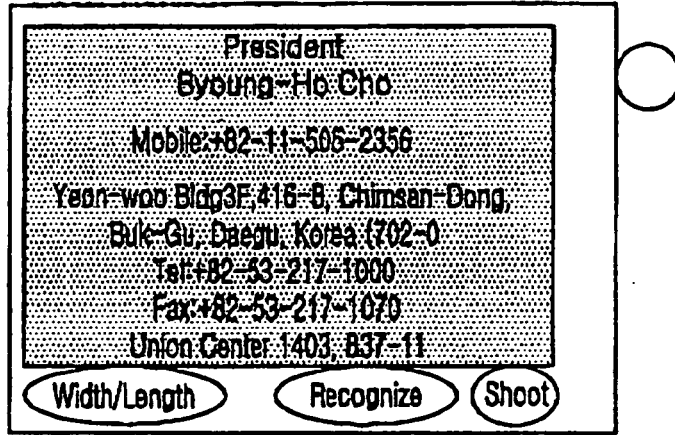 President
Byoung-Ho Cho
Mobile:+82-11-505-2356
Yeon-woo Bldg3F,416-8, Chimsan-Dong,
Buk-Gu, Daegu, Korea (702-0
Tel:+82-53-217-1000
Fax:+82-53-217-1070
Union Center 1403, 837-11
Width/Length Recognize Shoot